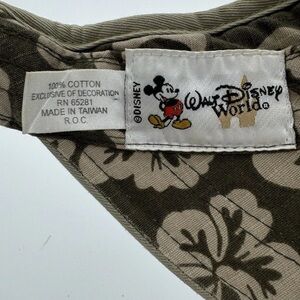 100% COTTON
EXCLUSIVE OF DECORATION
RN 65281
MADE IN TAIWAN
R.O.C.
©DISNEY
WALT DISNEY
World®